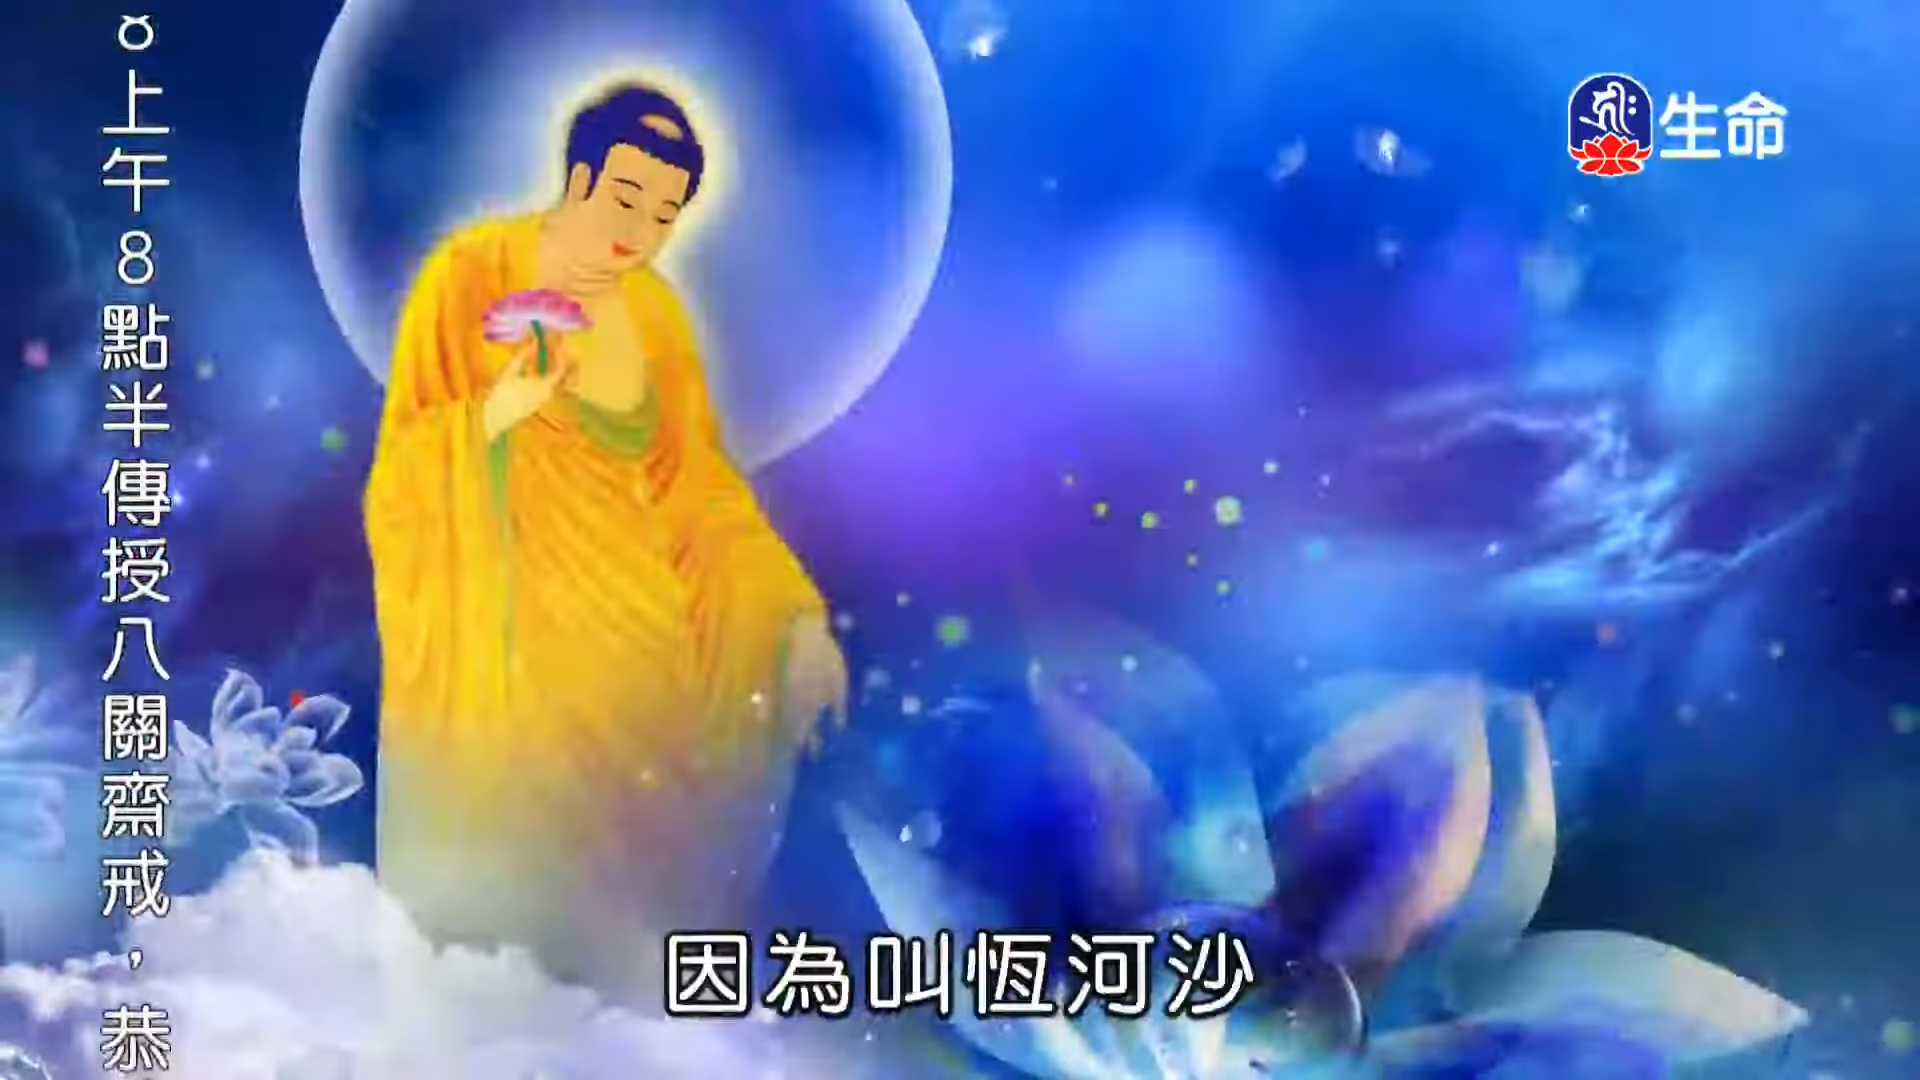 上午8點半傳授八關齋戒，恭
生命
因為叫恆河沙